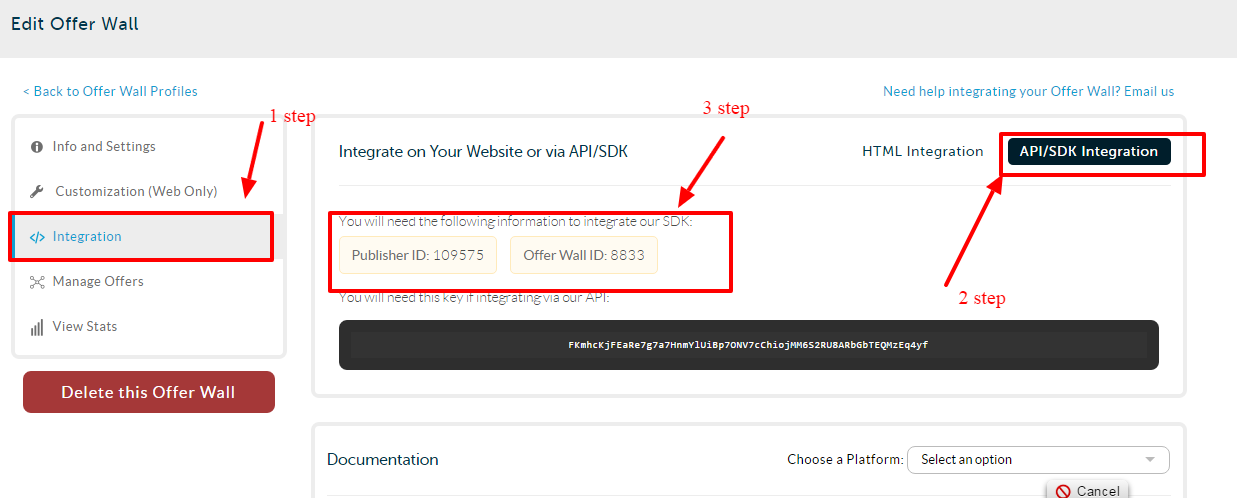 Edit Offer Wall
< Back to Offer Wall Profiles
Need help integrating your Offer Wall? Email us
1 step
3 step
Info and Settings
Integrate on Your Website or via API/SDK
HTML Integration
API/SDK Integration
Customization (Web Only)
You will need the following information to integrate our SDK:
Integration
Publisher ID: 109575
Offer Wall ID: 8833
Manage Offers
You will need this key if integrating via our API:
2 step
View Stats
FKmhcKjFEaRe7g7a7HnmYlUiBp7ONV7cChiojMM6S2RU8ARbGbTEQMzEq4yf
Delete this Offer Wall
Documentation
Choose a Platform:
Select an option
Cancel